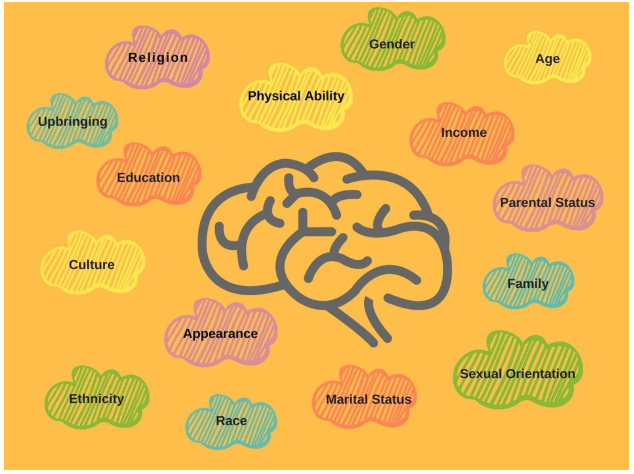 Religion
Gender
Age
Physical Ability
Upbringing
Income
Education
Parental Status
Culture
Family
Appearance
Sexual Orientation
Ethnicity
Marital Status
Race